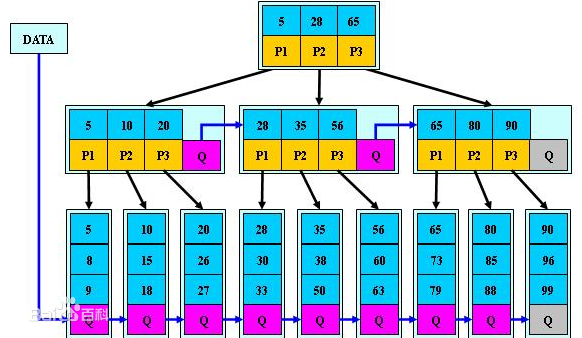 5 28 65
P1 P2 P3
DATA
5 10 20
P1 P2 P3 Q
28 35 56
P1 P2 P3 Q
65 80 90
P1 P2 P3 Q
5 10 20 28 35 56 65 80 90
8 15 26 30 38 60 73 85 96
9 18 27 33 50 63 79 88 99
Q Q Q Q Q Q Q Q Q
Bai 百科